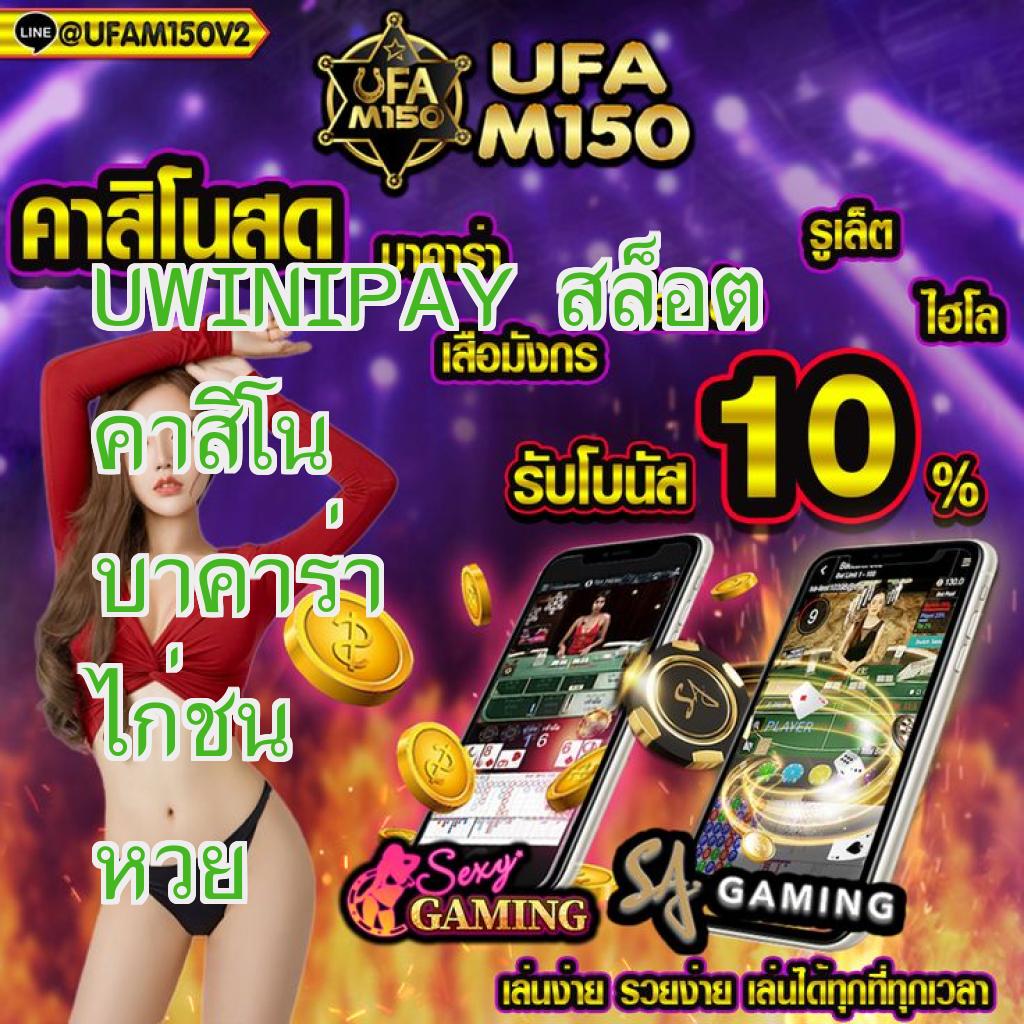 LINE @UFAM150V2
UFA
M150
UFA
M150
คาสิโนสด
บาคาร่า
รูเล็ต
UWINIPAY สล็อต
ไฮโล
เสือมังกร
คาสิโน
10
รับโบนัส
%
บาคาร่า
ไก่ชน
หวย
9
PLAYER
Sexy
GAMING
SA GAMING
เล่นง่าย รวยง่าย เล่นได้ทุกที่ทุกเวลา